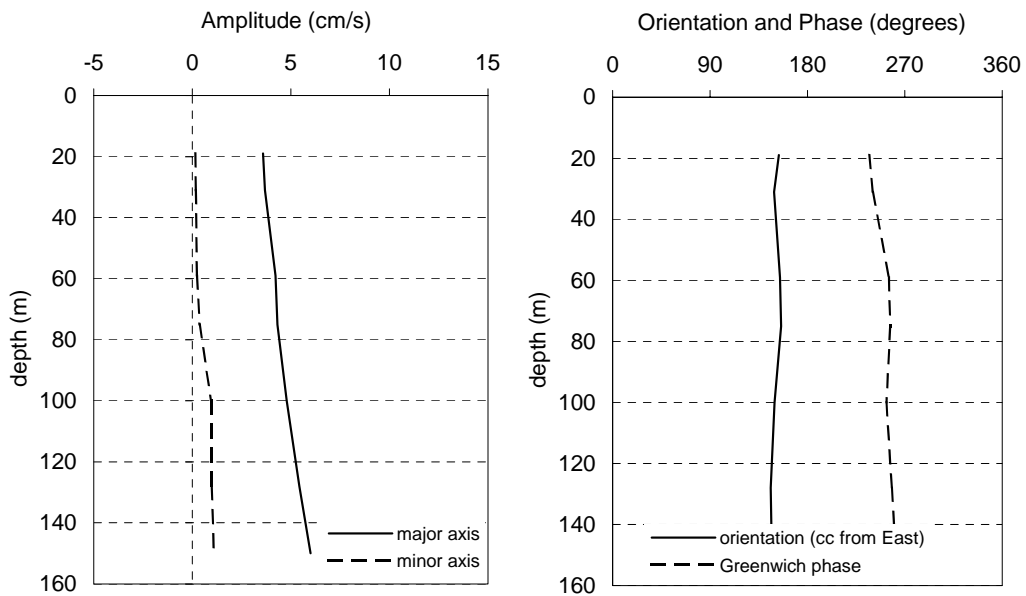 Amplitude (cm/s)
-5 0 5 10 15
0
20
40
60
80
100
120
140
160
depth (m)
major axis
minor axis
Orientation and Phase (degrees)
0 90 180 270 360
0
20
40
60
80
100
120
140
160
depth (m)
orientation (cc from East)
Greenwich phase